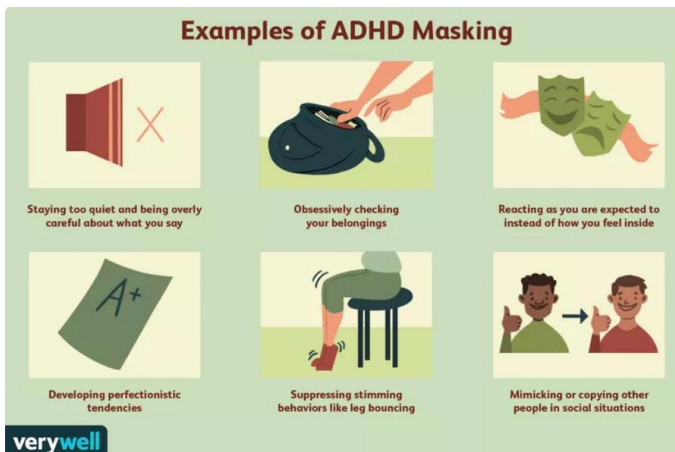 Examples of ADHD Masking
Staying too quiet and being overly
careful about what you say
Obsessively checking
your belongings
Reacting as you are expected to
instead of how you feel inside
A+
Developing perfectionistic
tendencies
Suppressing stimming
behaviors like leg bouncing
Mimicking or copying other
people in social situations
verywell